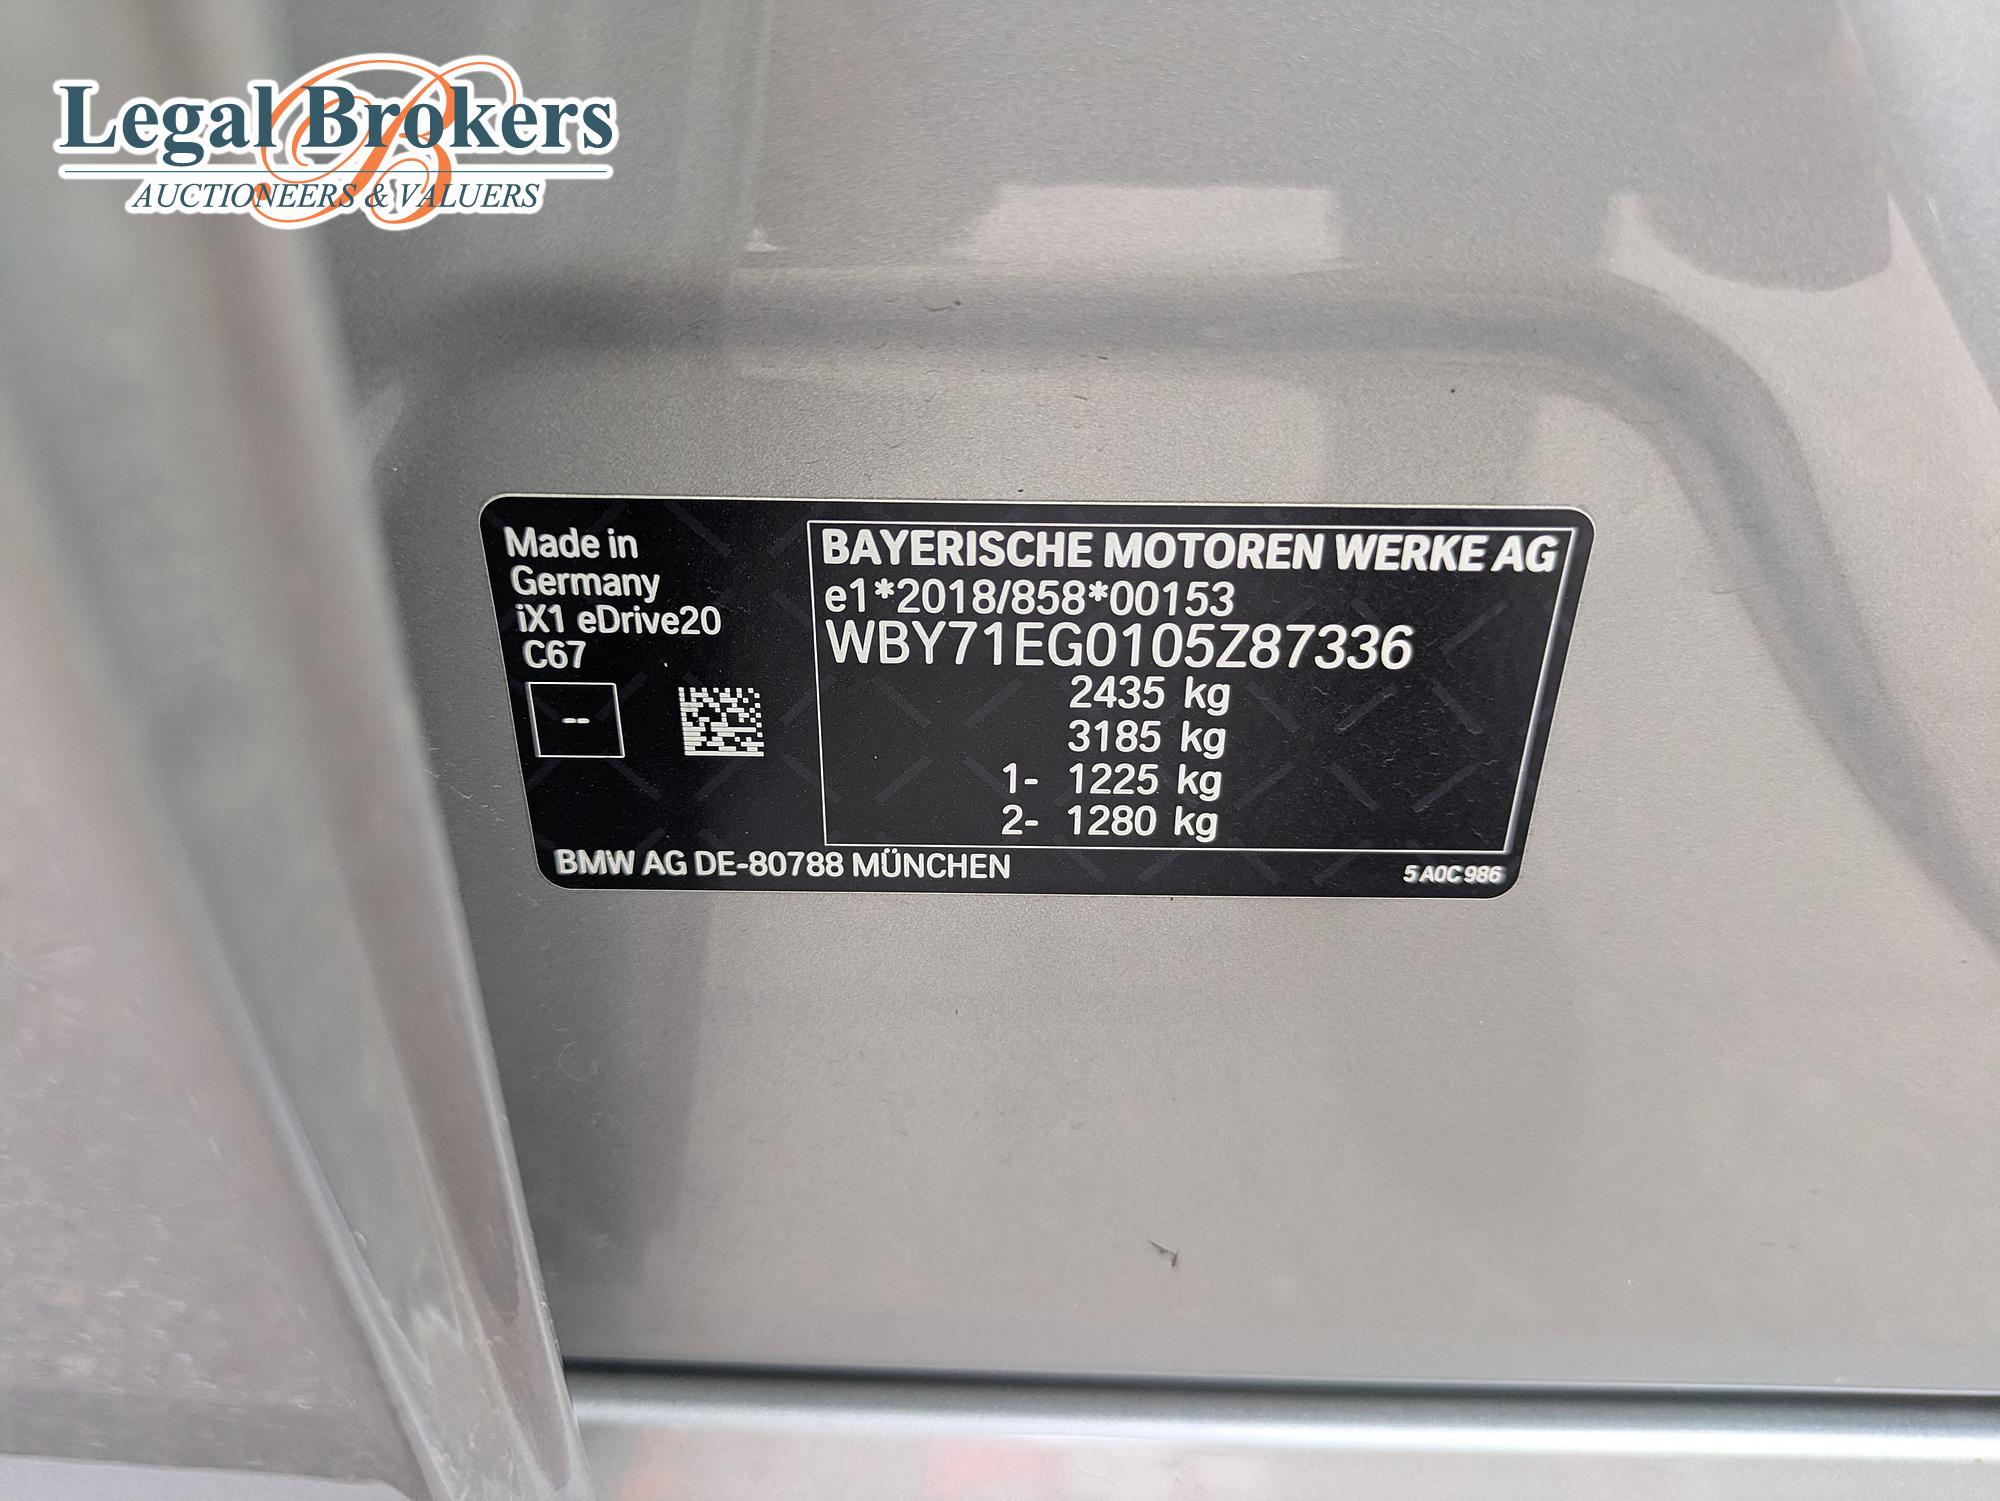 Legal Brokers
AUCTIONEERS & VALUERS
Made in
Germany
iX1 eDrive20
C67
--
BAYERISCHE MOTOREN WERKE AG
e1*2018/858*00153
WBY71EG0105Z87336
2435 kg
3185 kg
1- 1225 kg
2- 1280 kg
BMW AG DE-80788 MÜNCHEN
5 A0C 986